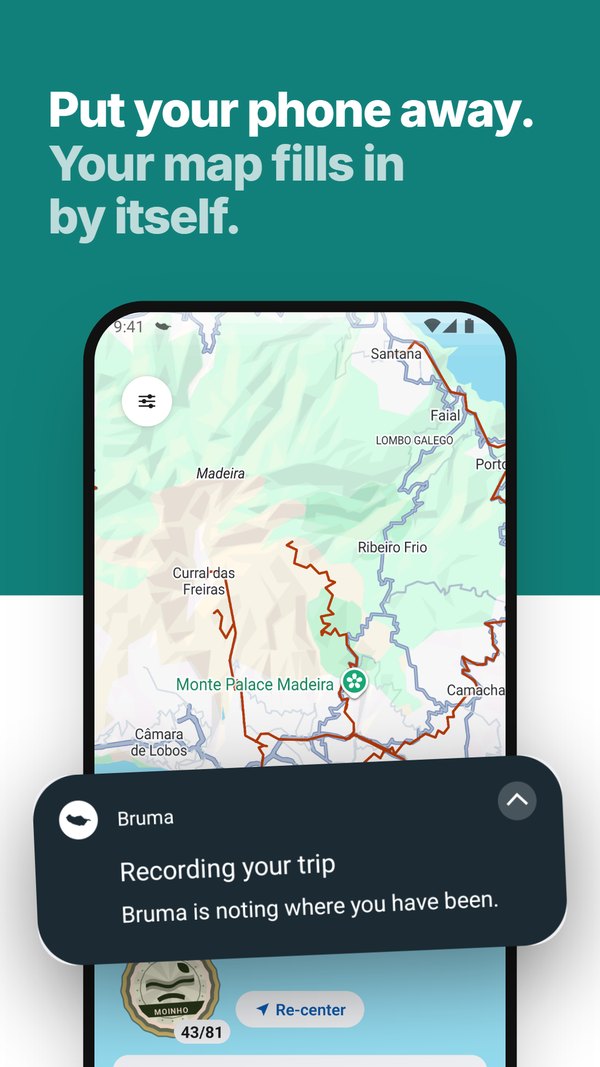 Put your phone away.
Your map fills in
by itself.
9:41
Santana
Faial
LOMBO GALEGO
Porto
Madeira
Ribeiro Frio
Curral das
Freiras
Monte Palace Madeira
Camacha
Câmara
de Lobos
Bruma
Recording your trip
Bruma is noting where you have been.
MOINHO
43/81
Re-center